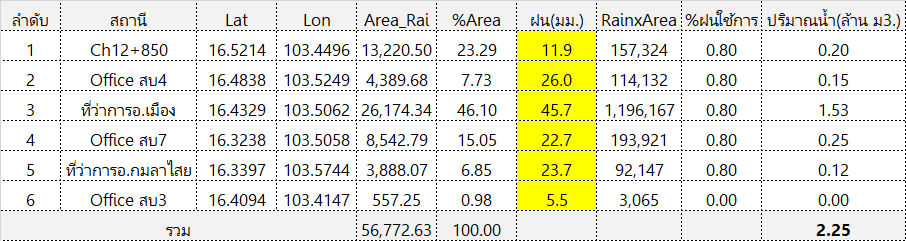 ลำดับ สถานี Lat Lon Area_Rai %Area ฝน(มม.) RainxArea %ฝนใช้การ ปริมาณน้ำ(ล้าน ม3.)
1 Ch12+850 16.5214 103.4496 13,220.50 23.29 11.9 157,324 0.80 0.20
2 Office สบ4 16.4838 103.5249 4,389.68 7.73 26.0 114,132 0.80 0.15
3 ที่ว่าการอ.เมือง 16.4329 103.5062 26,174.34 46.10 45.7 1,196,167 0.80 1.53
4 Office สบ7 16.3238 103.5058 8,542.79 15.05 22.7 193,921 0.80 0.25
5 ที่ว่าการอ.กมลาไสย 16.3397 103.5744 3,888.07 6.85 23.7 92,147 0.80 0.12
6 Office สบ3 16.4094 103.4147 557.25 0.98 5.5 3,065 0.00 0.00
รวม 56,772.63 100.00 2.25